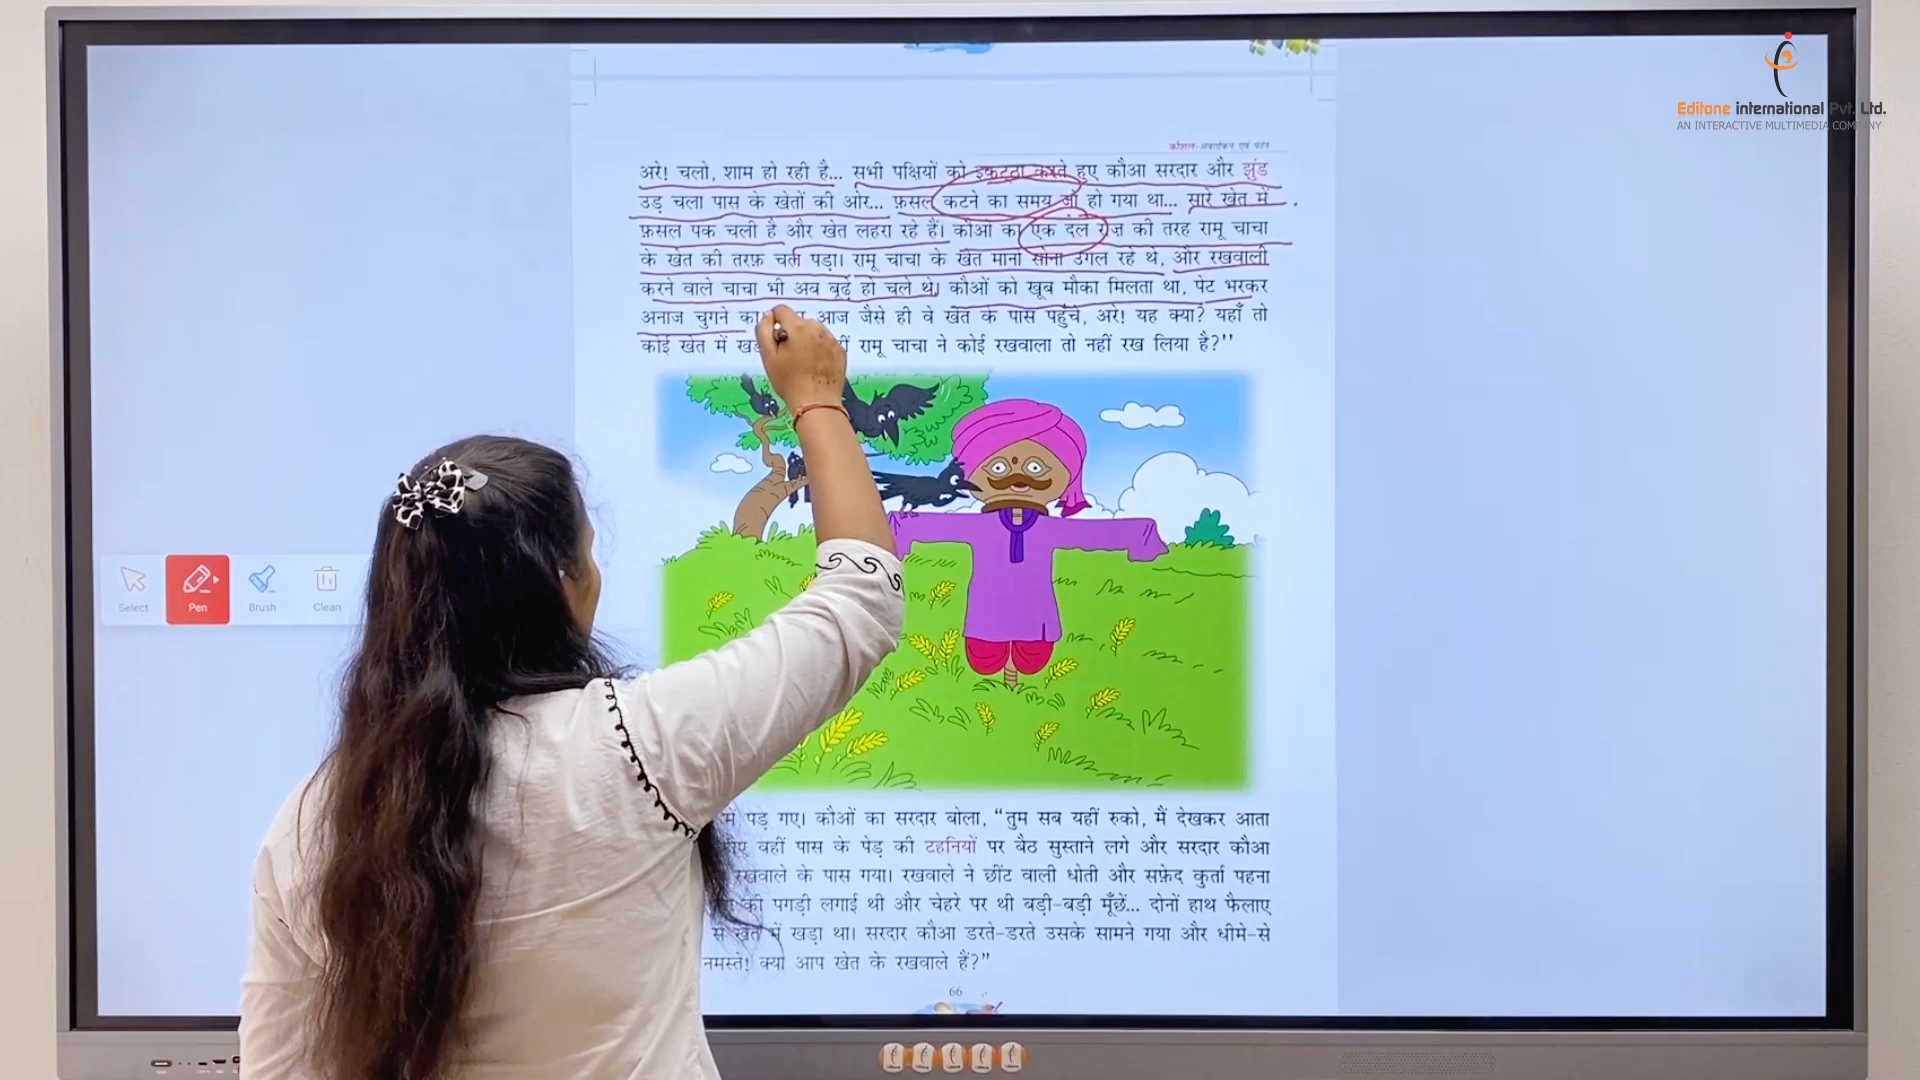 Editone international Pvt. Ltd.
AN INTERACTIVE MULTIMEDIA COMPANY
कौशल-अवलोकन एवं पठन
अरे! चलो, शाम हो रही है... सभी पक्षियों को इकट्ठा करते हुए कौआ सरदार और झुंड
उड़ चला पास के खेतों की ओर... फ़सल कटने का समय जो हो गया था... सारे खेत में
फ़सल पक चली है और खेत लहरा रहे हैं। कौओं का एक दल रोज़ की तरह रामू चाचा
के खेत की तरफ़ चल पड़ा। रामू चाचा के खेत मानो सोना उगल रहे थे, और रखवाली
करने वाले चाचा भी अब बूढ़े हो चले थे। कौओं को खूब मौका मिलता था, पेट भरकर
अनाज चुगने का आज जैसे ही वे खेत के पास पहुँचे, अरे! यह क्या? यहाँ तो
कोई खेत में रामू चाचा ने कोई रखवाला तो नहीं रख लिया है?’’
Select
Pen
Brush
Clean
में पड़ गए। कौओं का सरदार बोला, “तुम सब यहीं रुको, मैं देखकर आता
वहीं पास के पेड़ की टहनियों पर बैठ सुस्ताने लगे और सरदार कौआ
रखवाले के पास गया। रखवाले ने छींट वाली धोती और सफ़ेद कुर्ता पहना
की पगड़ी लगाई थी और चेहरे पर थी बड़ी-बड़ी मूँछें... दोनों हाथ फैलाए
से खेत में खड़ा था। सरदार कौआ डरते-डरते उसके सामने गया और धीमे-से
नमस्ते! क्या आप खेत के रखवाले हैं?”
66